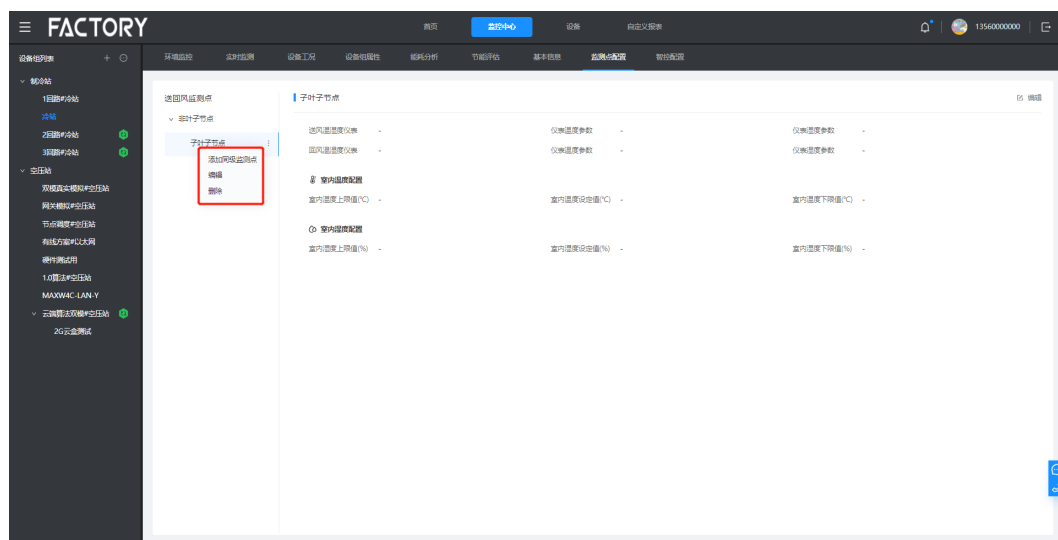 FACTORY
首页 监控中心 设备 自定义报表
13560000000
设备组列表
环境监控 实时监测 设备工况 设备组属性 能耗分析 节能评估 基本信息 监测点配置 智控配置
制冷站
1回路#冷站
冷站
2回路#冷站
3回路#冷站
空压站
双模真实模拟#空压站
网关模拟#空压站
节点调度#空压站
有线方案#以太网
硬件测试用
1.0算法#空压站
MAXW4C-LAN-Y
云端算法双模#空压站
2G云盒测试
送回风监测点
非叶子节点
子叶子节点
添加同级监测点
编辑
删除
子叶子节点
编辑
送风温湿度仪表 - 仪表温度参数 - 仪表湿度参数 -
回风温湿度仪表 - 仪表温度参数 - 仪表湿度参数 -
室内温度配置
室内温度上限值(℃) - 室内温度设定值(℃) - 室内温度下限值(℃) -
室内湿度配置
室内湿度上限值(%) - 室内湿度设定值(%) - 室内湿度下限值(%) -